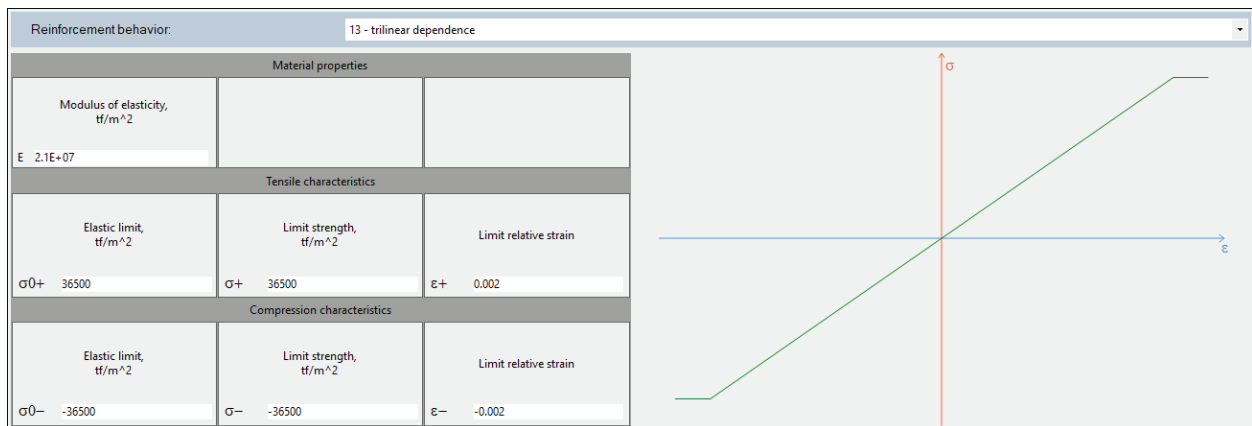 Reinforcement behavior: 13 - trilinear dependence
Material properties
Modulus of elasticity,
tf/m^2
E 2.1E+07
Tensile characteristics
Elastic limit,
tf/m^2
σ0+ 36500
Limit strength,
tf/m^2
σ+ 36500
Limit relative strain
ε+ 0.002
Compression characteristics
Elastic limit,
tf/m^2
σ0− -36500
Limit strength,
tf/m^2
σ− -36500
Limit relative strain
ε− -0.002
σ
ε